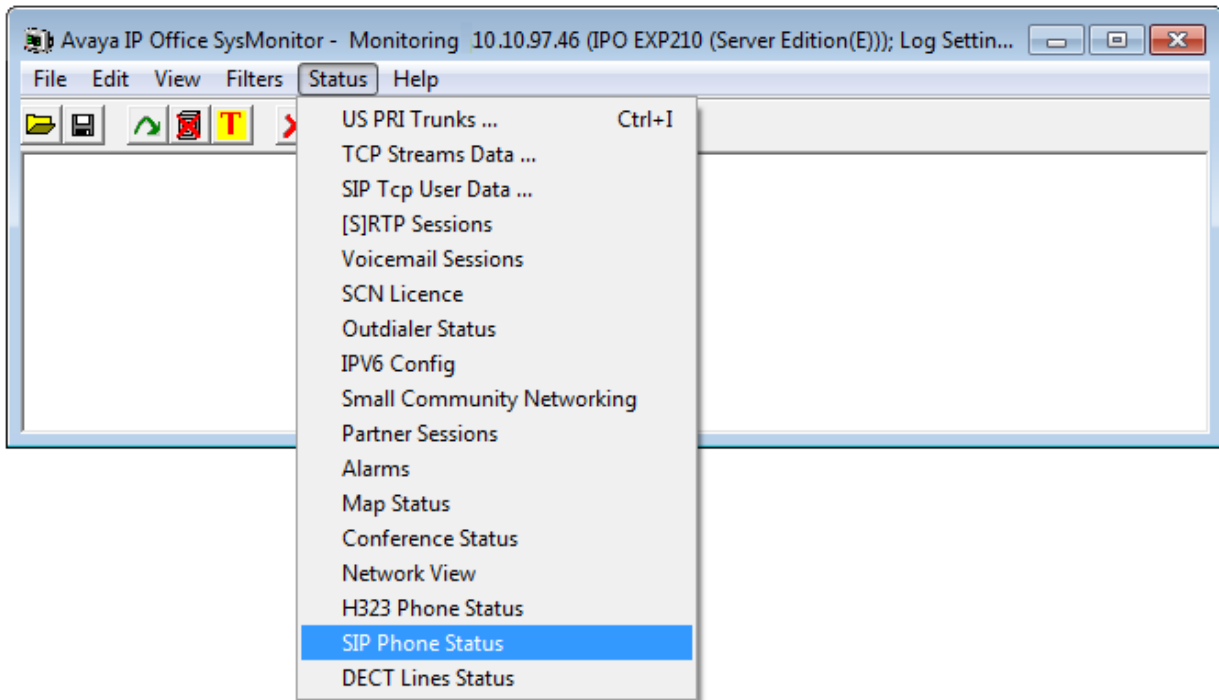 Avaya IP Office SysMonitor - Monitoring 10.10.97.46 (IPO EXP210 (Server Edition(E))); Log Settin...
File Edit View Filters Status Help
T
US PRI Trunks ... Ctrl+I
TCP Streams Data ...
SIP Tcp User Data ...
[S]RTP Sessions
Voicemail Sessions
SCN Licence
Outdialer Status
IPV6 Config
Small Community Networking
Partner Sessions
Alarms
Map Status
Conference Status
Network View
H323 Phone Status
SIP Phone Status
DECT Lines Status